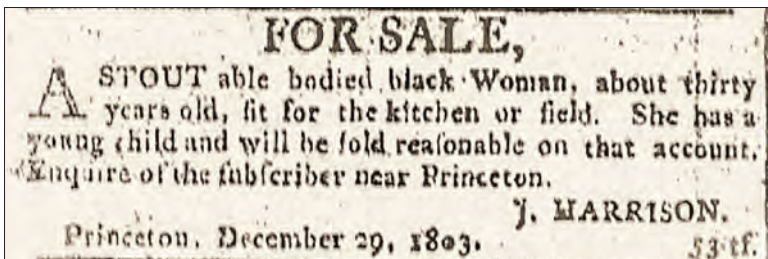 FOR SALE,
A STOUT able bodied black Woman, about thirty
years old, fit for the kitchen or field. She has a
young child and will be ſold reaſonable on that account.
Enquire of the ſubſcriber near Princeton.
J. HARRISON.
Princeton, December 29, 1803. 53 tf.